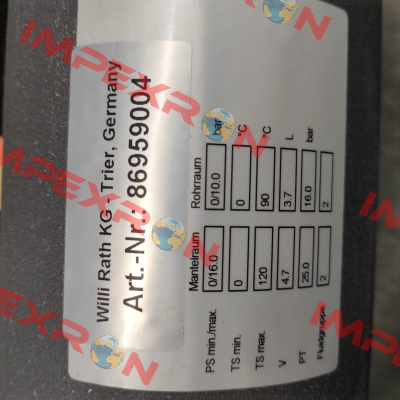 Willi Rath KG - Trier, Germany
Art.-Nr.: 86959004
Mantelraum Rohrraum
PS min./max. 0/16.0 0/10.0 bar
TS min. 0 0 °C
TS max. 120 90 °C
V 4.7 3.7 L
PT 25.0 16.0 bar
Fluidgruppe 2 2
IMPEXRON